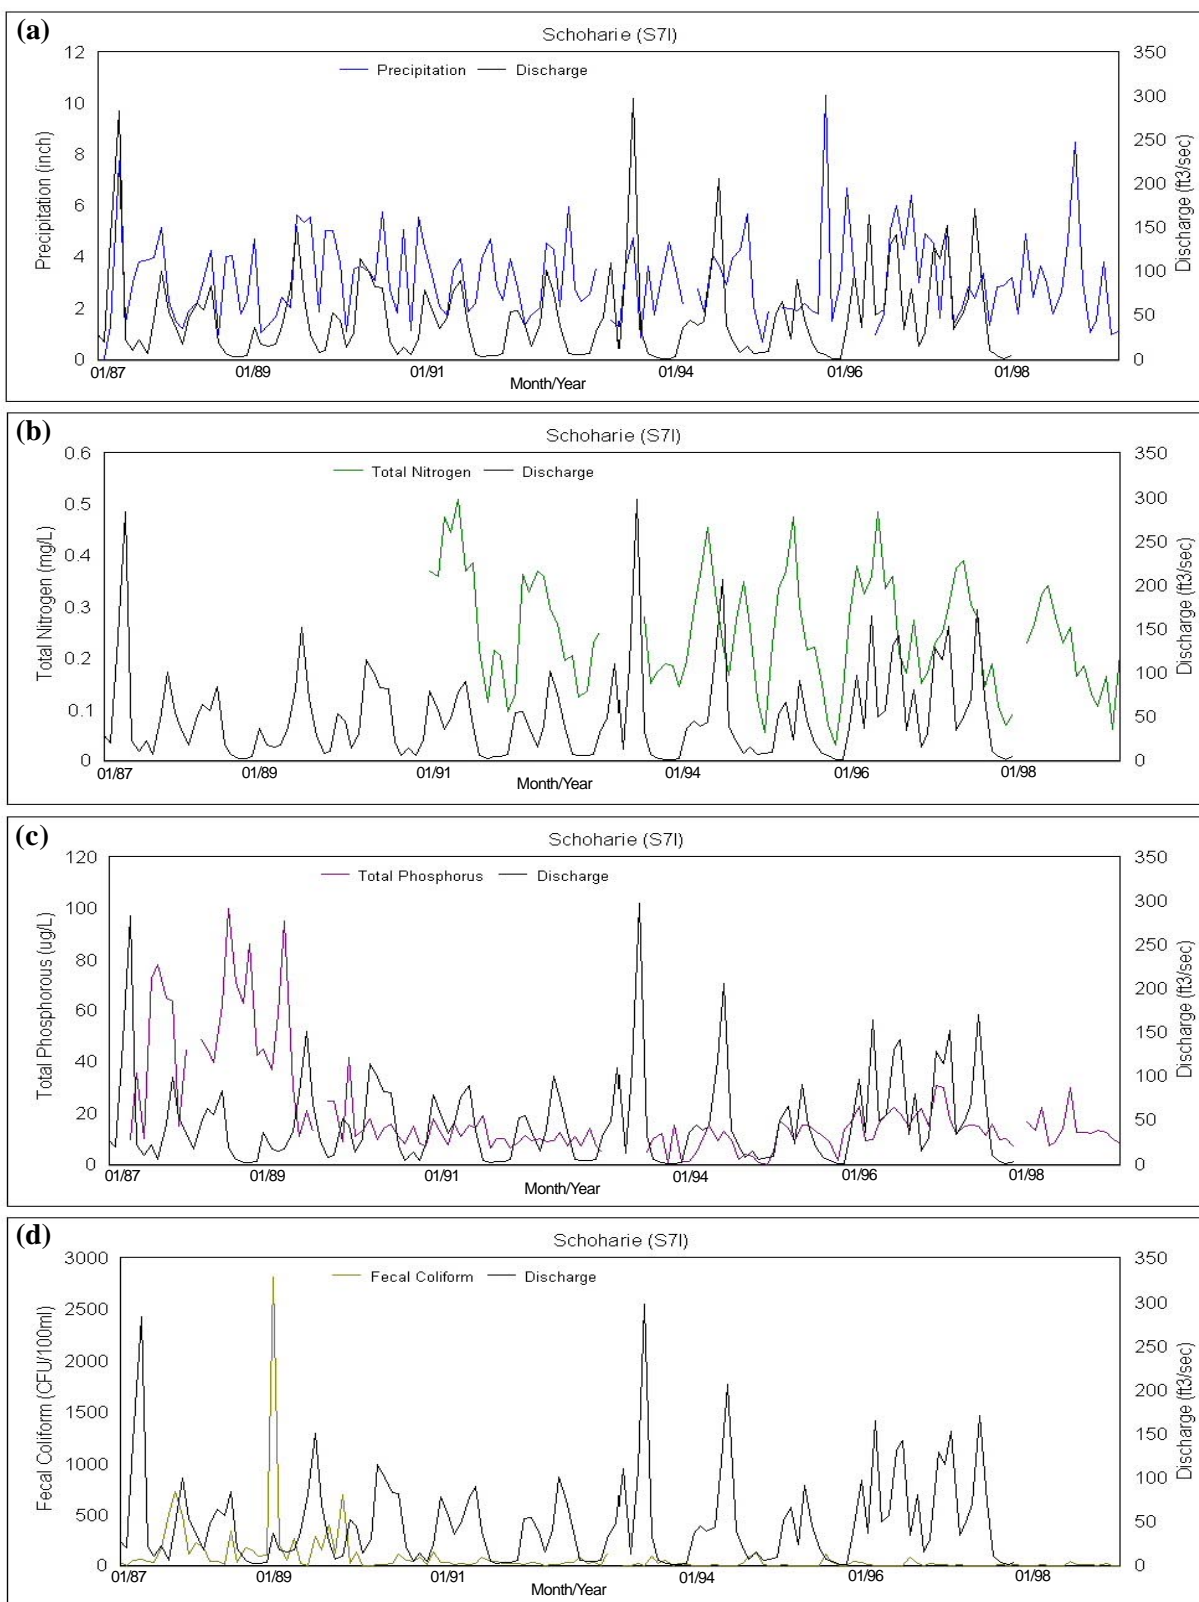 (a)
Schoharie (S7I)
Precipitation Discharge
Precipitation (inch)
12
10
8
6
4
2
0
350
300
250
200
150
100
50
0
Discharge (ft3/sec)
01/87 01/89 01/91 01/94 01/96 01/98
Month/Year
(b)
Schoharie (S7I)
Total Nitrogen Discharge
Total Nitrogen (mg/L)
0.6
0.5
0.4
0.3
0.2
0.1
0
350
300
250
200
150
100
50
0
Discharge (ft3/sec)
01/87 01/89 01/91 01/94 01/96 01/98
Month/Year
(c)
Schoharie (S7I)
Total Phosphorus Discharge
Total Phosphorous (ug/L)
120
100
80
60
40
20
0
350
300
250
200
150
100
50
0
Discharge (ft3/sec)
01/87 01/89 01/91 01/94 01/96 01/98
Month/Year
(d)
Schoharie (S7I)
Fecal Coliform Discharge
Fecal Coliform (CFU/100ml)
3000
2500
2000
1500
1000
500
0
350
300
250
200
150
100
50
0
Discharge (ft3/sec)
01/87 01/89 01/91 01/94 01/96 01/98
Month/Year